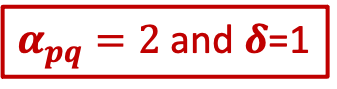 α_pq = 2 and δ=1